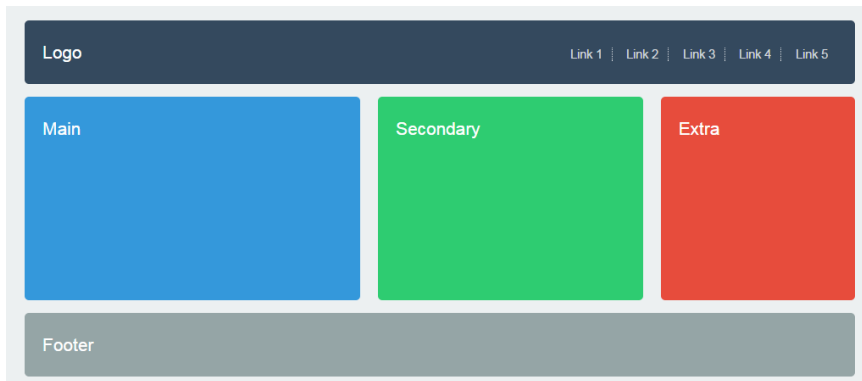 Logo
Link 1 Link 2 Link 3 Link 4 Link 5
Main
Secondary
Extra
Footer